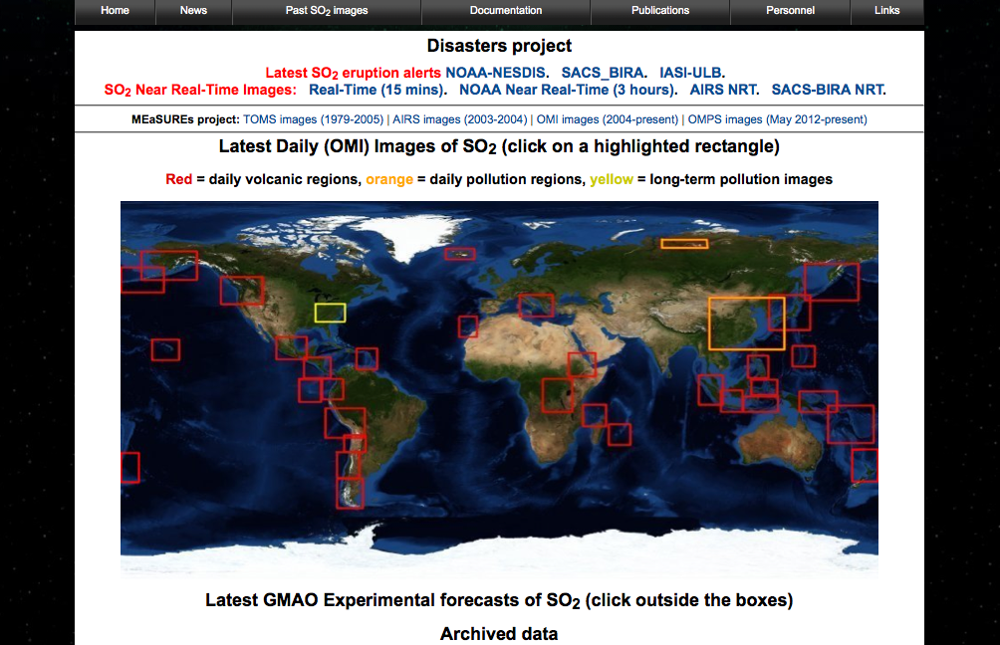 Home News Past SO2 images Documentation Publications Personnel Links
Disasters project
Latest SO2 eruption alerts NOAA-NESDIS. SACS_BIRA. IASI-ULB.
SO2 Near Real-Time Images: Real-Time (15 mins). NOAA Near Real-Time (3 hours). AIRS NRT. SACS-BIRA NRT.
MEaSUREs project: TOMS images (1979-2005) | AIRS images (2003-2004) | OMI images (2004-present) | OMPS images (May 2012-present)
Latest Daily (OMI) Images of SO2 (click on a highlighted rectangle)
Red = daily volcanic regions, orange = daily pollution regions, yellow = long-term pollution images
Latest GMAO Experimental forecasts of SO2 (click outside the boxes)
Archived data